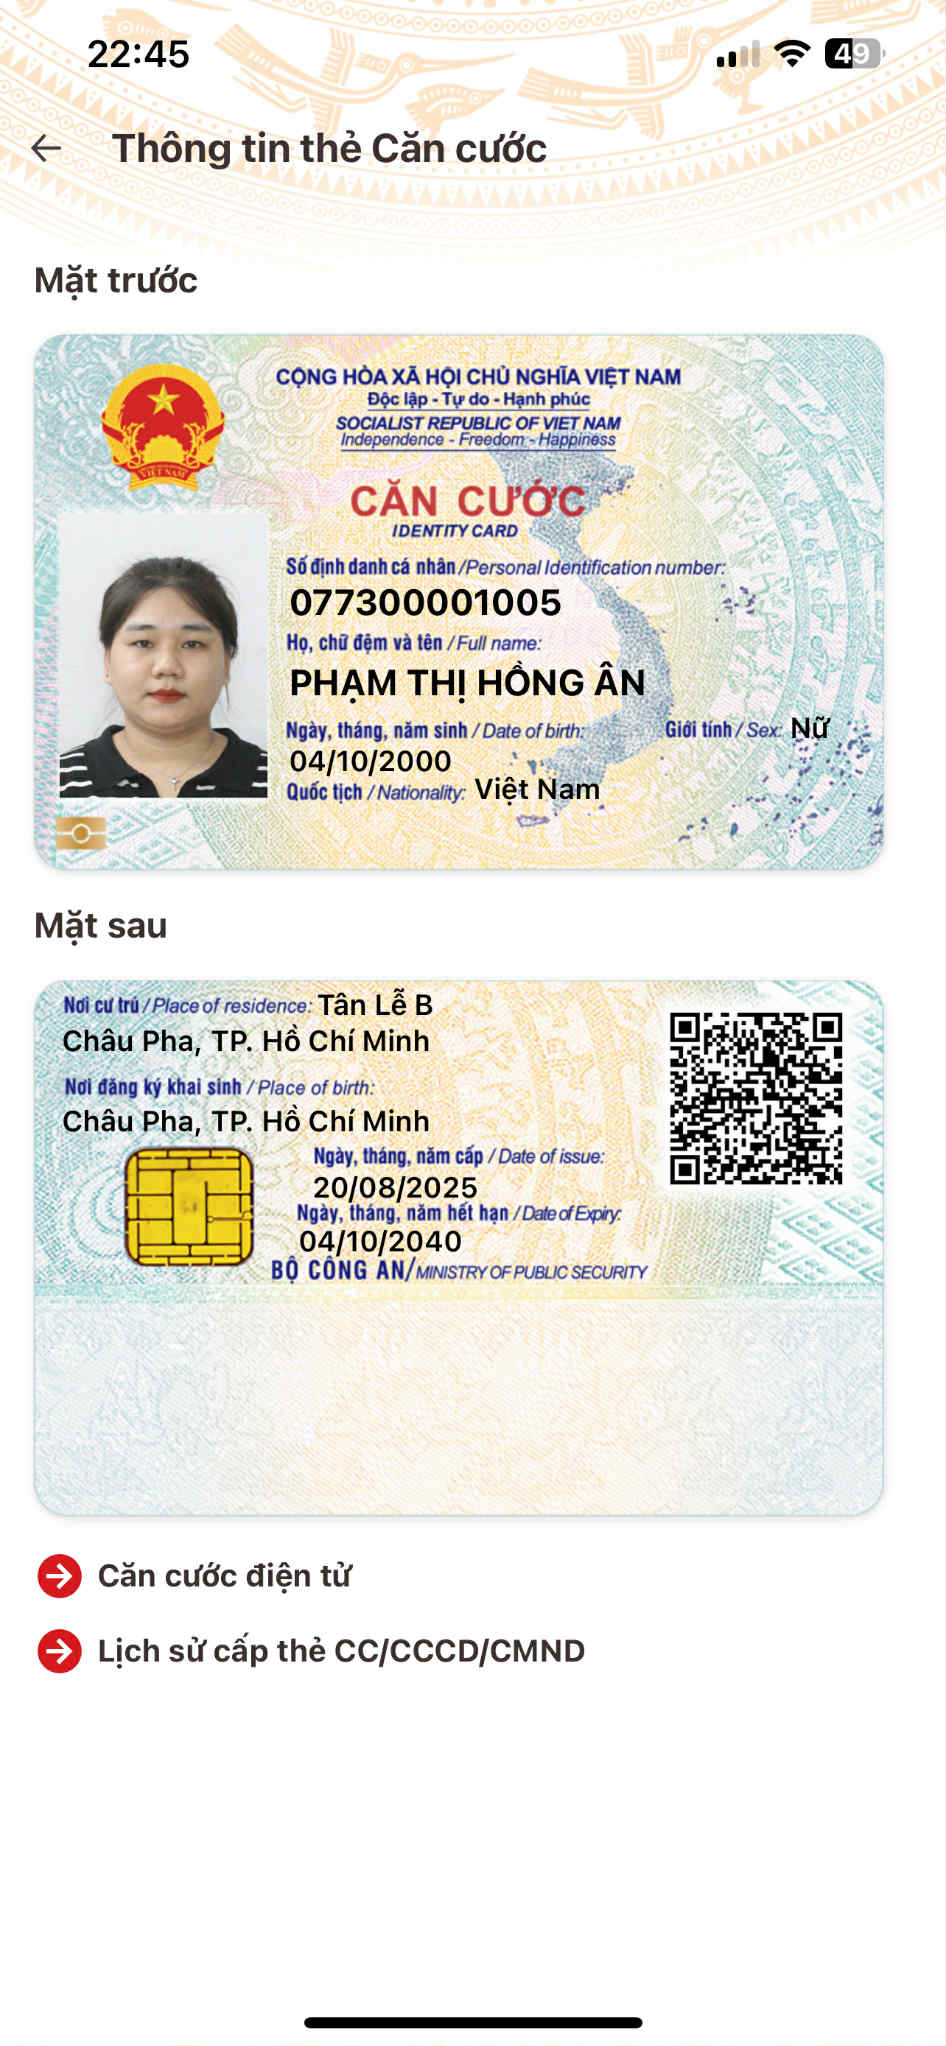 22:45
49
Thông tin thẻ Căn cước
Mặt trước
CỘNG HÒA XÃ HỘI CHỦ NGHĨA VIỆT NAM
Độc lập - Tự do - Hạnh phúc
SOCIALIST REPUBLIC OF VIET NAM
Independence - Freedom - Happiness
VIỆT NAM
CĂN CƯỚC
IDENTITY CARD
Số định danh cá nhân /Personal Identification number:
077300001005
Họ, chữ đệm và tên /Full name:
PHẠM THỊ HỒNG ÂN
Ngày, tháng, năm sinh / Date of birth: Giới tính / Sex: Nữ
04/10/2000
Quốc tịch / Nationality: Việt Nam
Mặt sau
Nơi cư trú / Place of residence: Tân Lễ B
Châu Pha, TP. Hồ Chí Minh
Nơi đăng ký khai sinh / Place of birth:
Châu Pha, TP. Hồ Chí Minh
Ngày, tháng, năm cấp / Date of issue:
20/08/2025
Ngày, tháng, năm hết hạn / Date of Expiry:
04/10/2040
BỘ CÔNG AN/MINISTRY OF PUBLIC SECURITY
Căn cước điện tử
Lịch sử cấp thẻ CC/CCCD/CMND